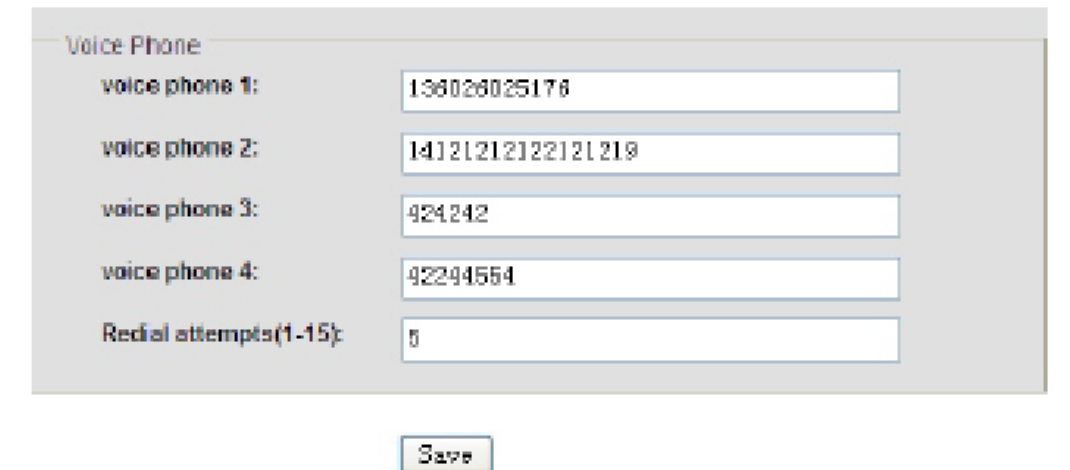 Voice Phone
voice phone 1: 136026025176
voice phone 2: 14121212122121219
voice phone 3: 424242
voice phone 4: 42244554
Redial attempts(1-15): 5
Save